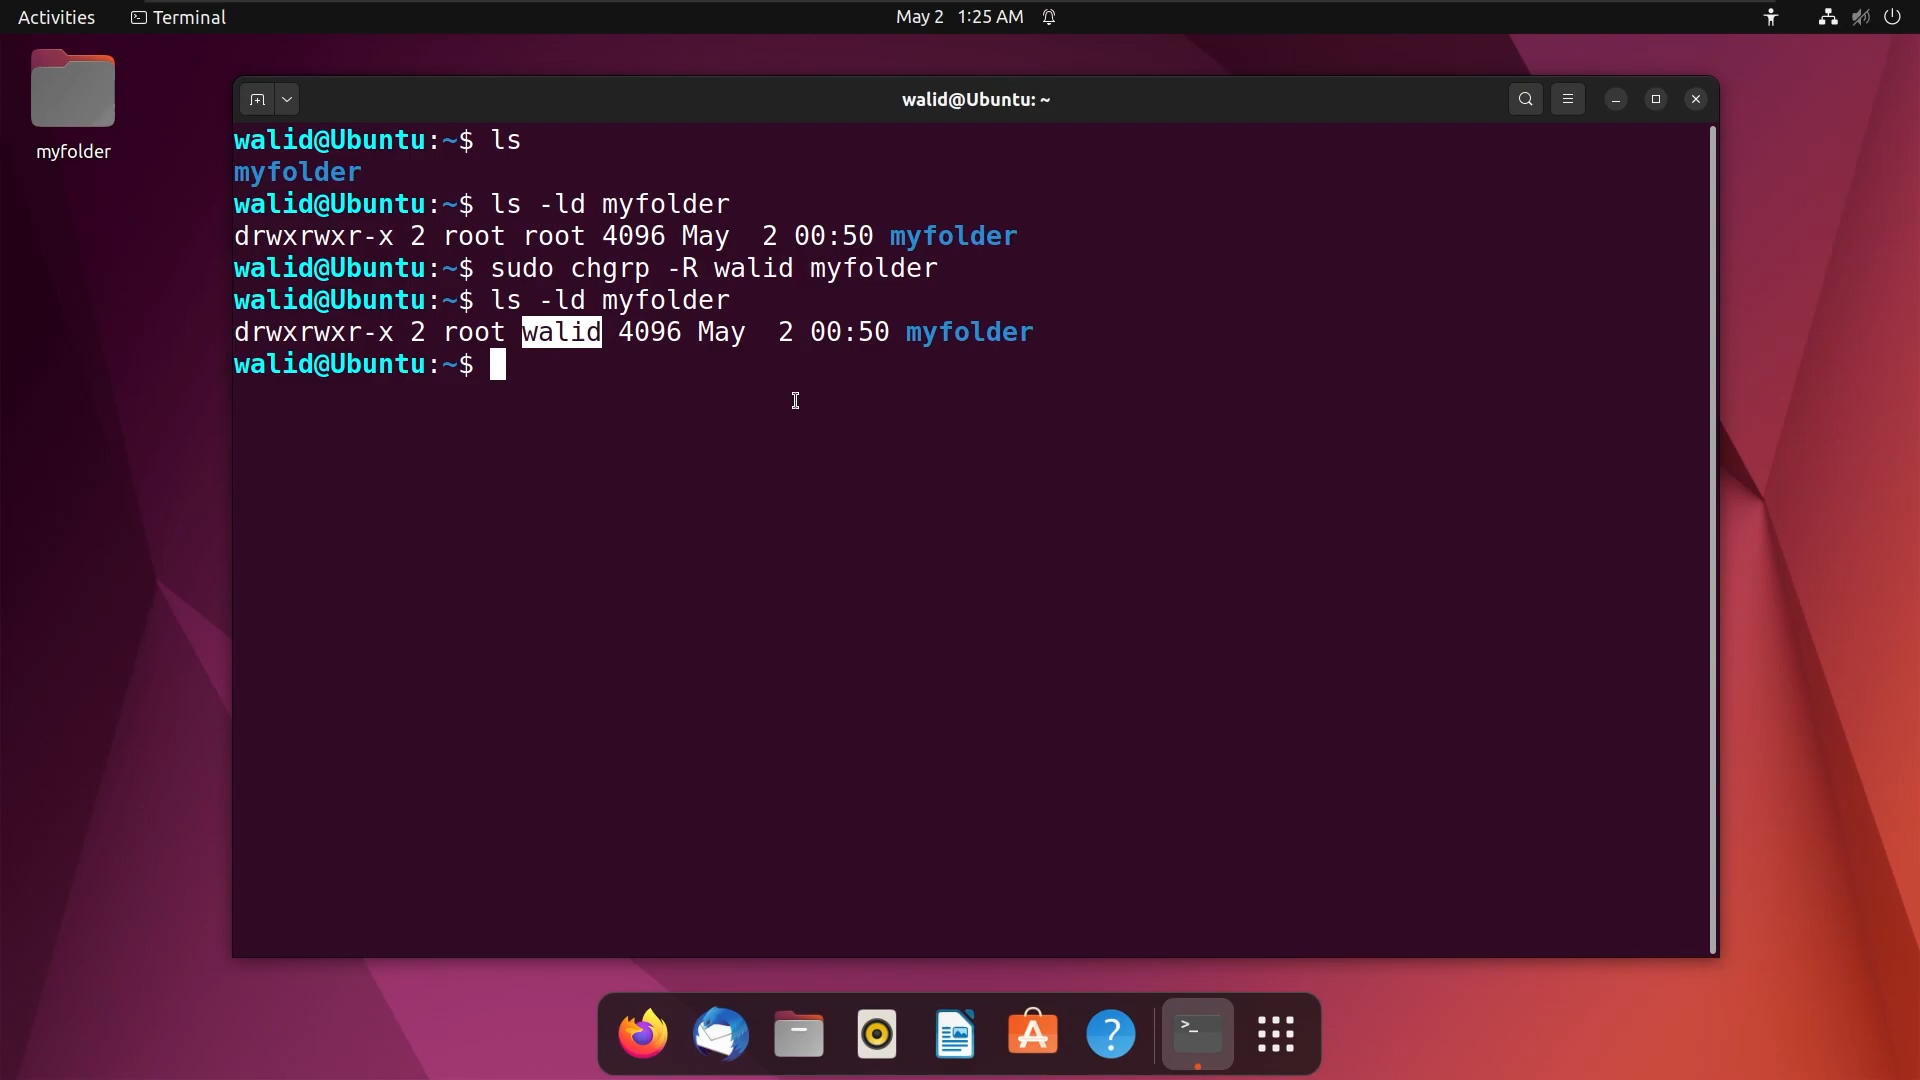 Activities
Terminal
May 2 1:25 AM
myfolder
walid@Ubuntu: ~
walid@Ubuntu:~$ ls
myfolder
walid@Ubuntu:~$ ls -ld myfolder
drwxrwxr-x 2 root root 4096 May  2 00:50 myfolder
walid@Ubuntu:~$ sudo chgrp -R walid myfolder
walid@Ubuntu:~$ ls -ld myfolder
drwxrwxr-x 2 root walid 4096 May  2 00:50 myfolder
walid@Ubuntu:~$